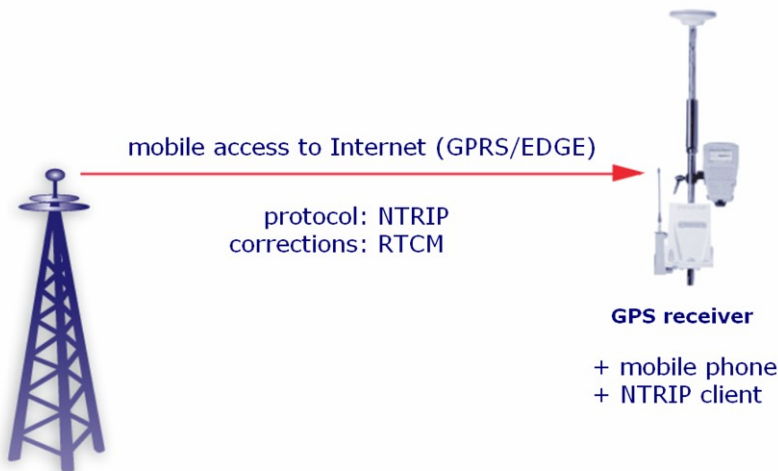 mobile access to Internet (GPRS/EDGE)
protocol: NTRIP
corrections: RTCM
GPS receiver
+ mobile phone
+ NTRIP client